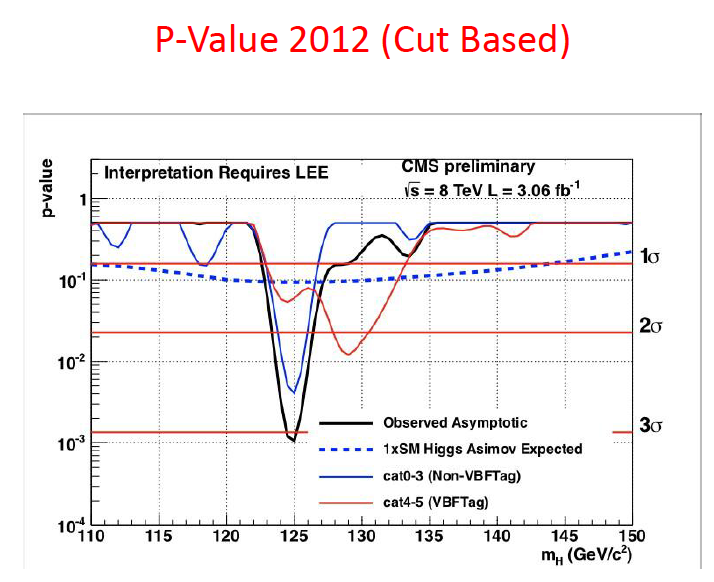 P-Value 2012 (Cut Based)
p-value
Interpretation Requires LEE
CMS preliminary
√s = 8 TeV L = 3.06 fb⁻¹
1
10⁻¹
10⁻²
10⁻³
10⁻⁴
1σ
2σ
3σ
Observed Asymptotic
1xSM Higgs Asimov Expected
cat0-3 (Non-VBFTag)
cat4-5 (VBFTag)
110 115 120 125 130 135 140 145 150
m_H (GeV/c²)